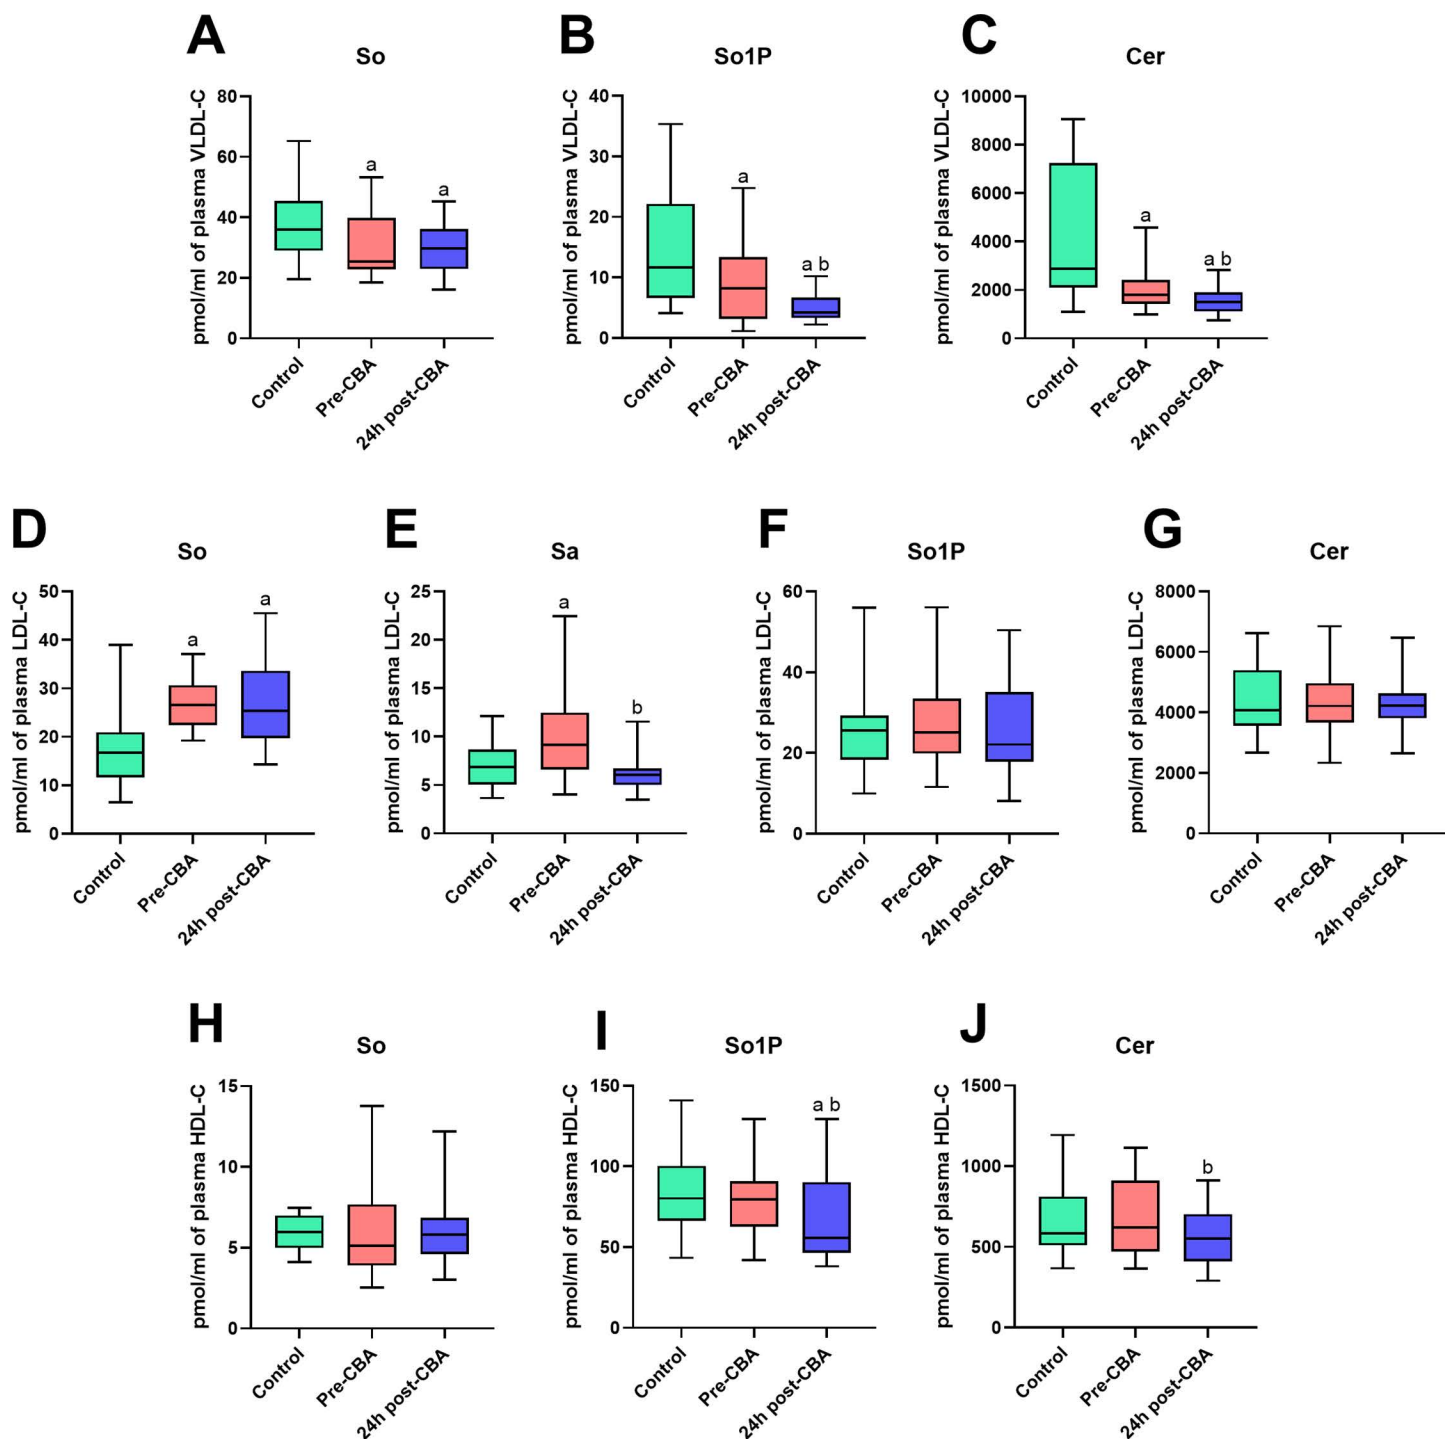 A
So
pmol/ml of plasma VLDL-C
80
60
40
20
0
a
a
Control
Pre-CBA
24h post-CBA
B
So1P
pmol/ml of plasma VLDL-C
40
30
20
10
0
a
a b
Control
Pre-CBA
24h post-CBA
C
Cer
pmol/ml of plasma VLDL-C
10000
8000
6000
4000
2000
0
a
a b
Control
Pre-CBA
24h post-CBA
D
So
pmol/ml of plasma LDL-C
50
40
30
20
10
0
a
a
Control
Pre-CBA
24h post-CBA
E
Sa
pmol/ml of plasma LDL-C
25
20
15
10
5
0
a
b
Control
Pre-CBA
24h post-CBA
F
So1P
pmol/ml of plasma LDL-C
60
40
20
0
Control
Pre-CBA
24h post-CBA
G
Cer
pmol/ml of plasma LDL-C
8000
6000
4000
2000
0
Control
Pre-CBA
24h post-CBA
H
So
pmol/ml of plasma HDL-C
15
10
5
0
Control
Pre-CBA
24h post-CBA
I
So1P
pmol/ml of plasma HDL-C
150
100
50
0
a b
Control
Pre-CBA
24h post-CBA
J
Cer
pmol/ml of plasma HDL-C
1500
1000
500
0
b
Control
Pre-CBA
24h post-CBA